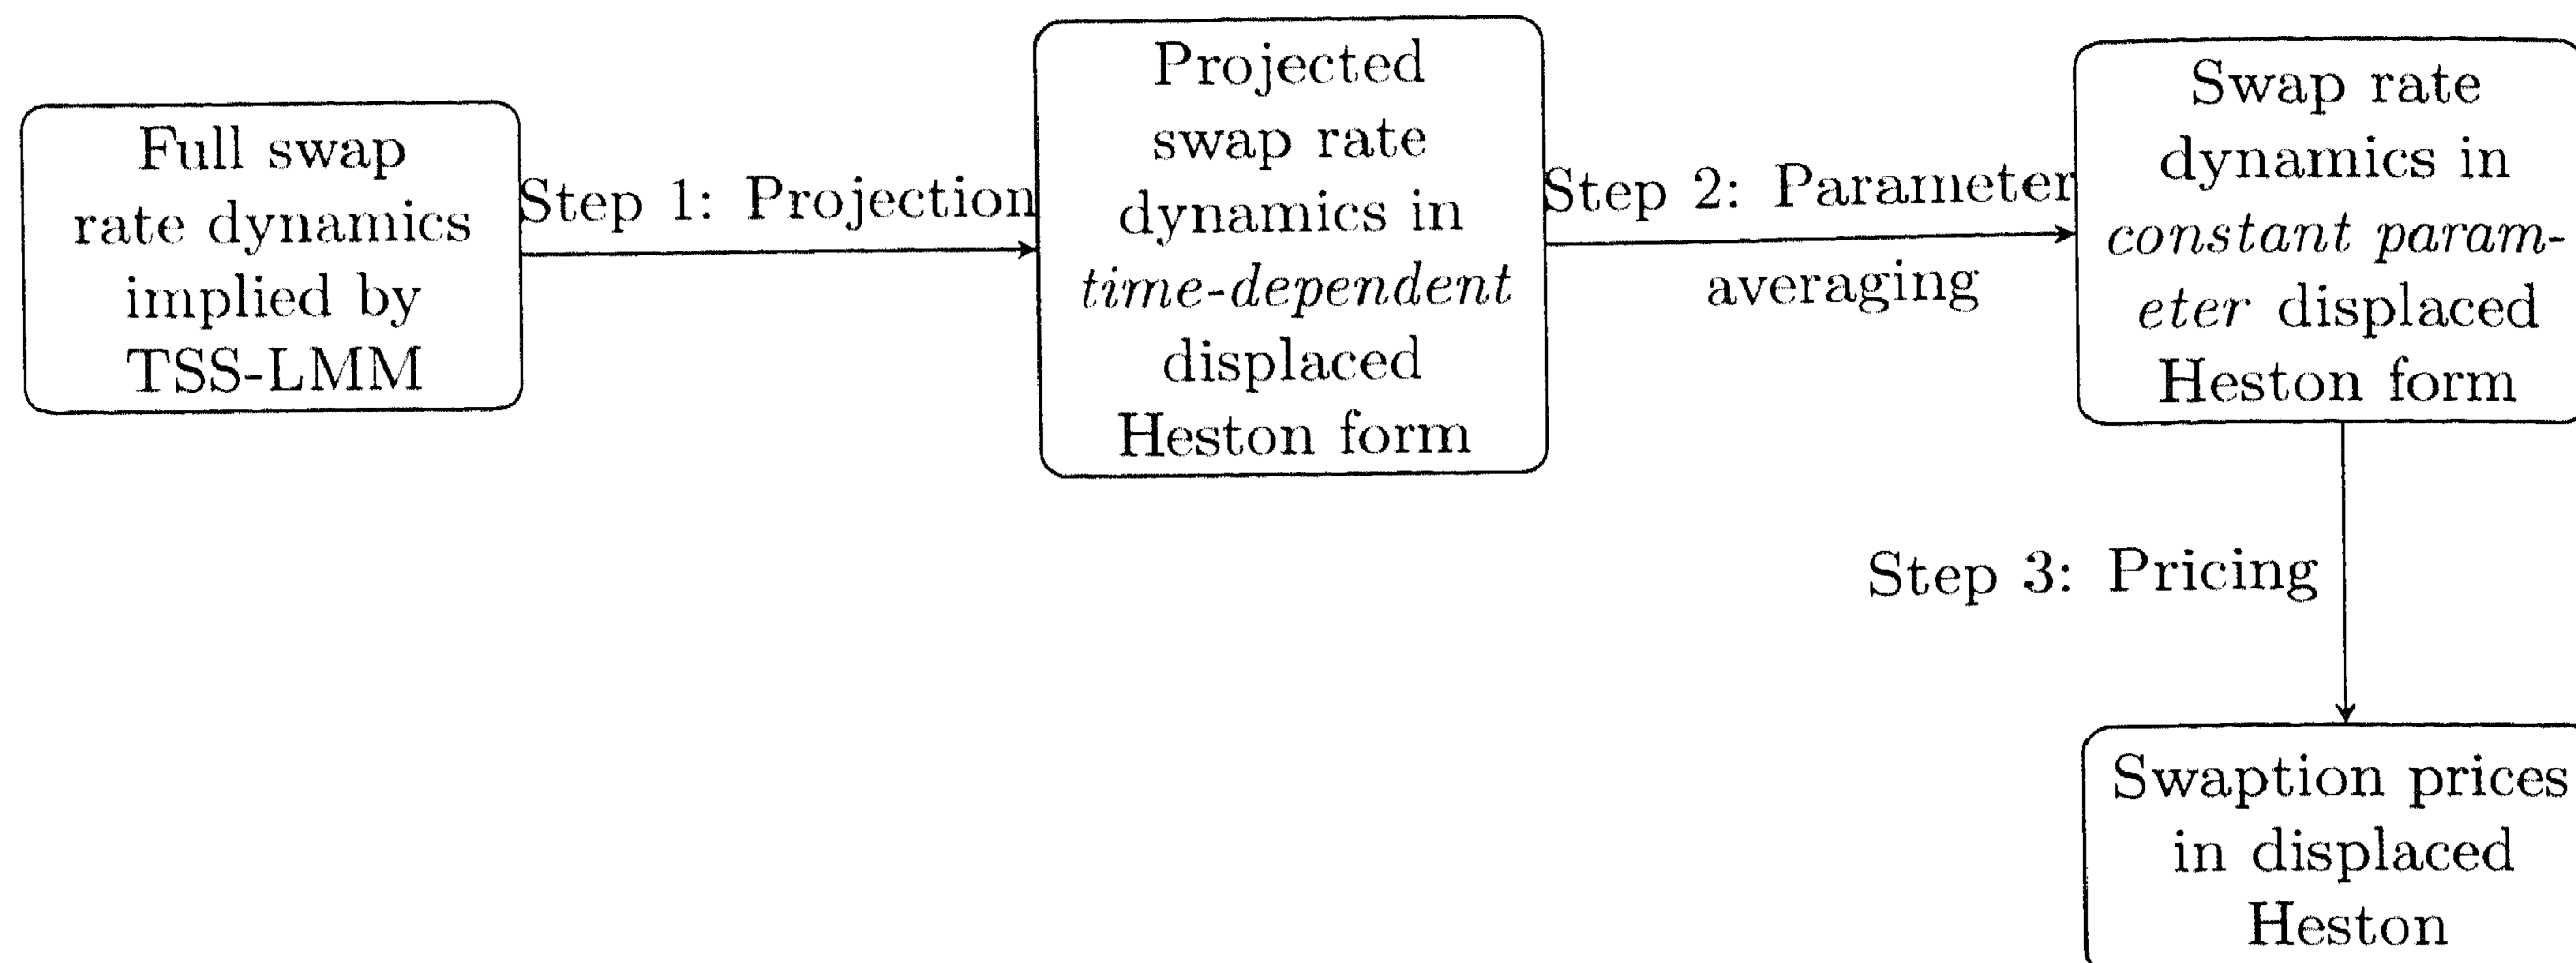 Full swap
rate dynamics
implied by
TSS-LMM
Step 1: Projection
Projected
swap rate
dynamics in
time-dependent
displaced
Heston form
Step 2: Parameter
averaging
Swap rate
dynamics in
constant param-
eter displaced
Heston form
Step 3: Pricing
Swaption prices
in displaced
Heston